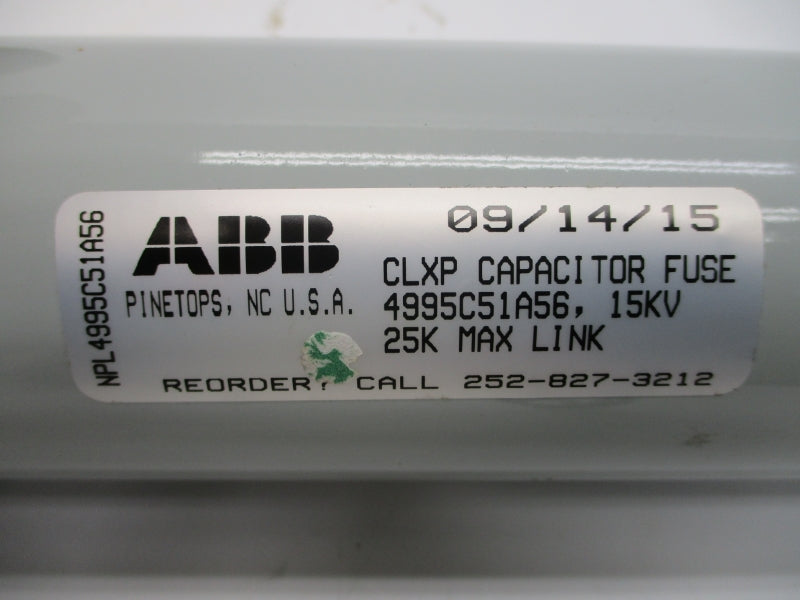 NPL4995C51A56
ABB
09/14/15
PINETOPS, NC U.S.A.
CLXP CAPACITOR FUSE
4995C51A56, 15KV
25K MAX LINK
REORDER? CALL 252-827-3212